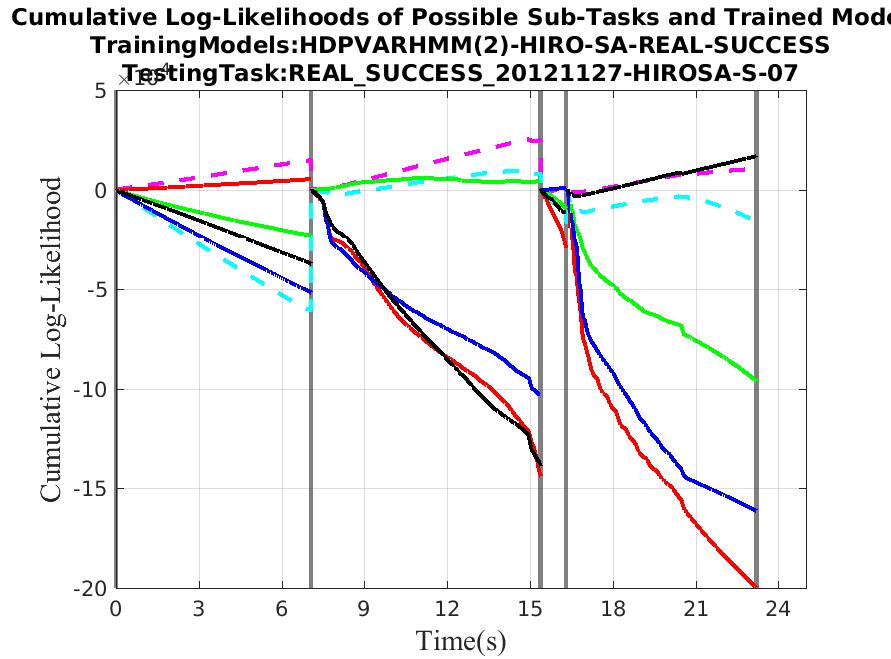 Cumulative Log-Likelihoods of Possible Sub-Tasks and Trained Mode
TrainingModels:HDPVARHMM(2)-HIRO-SA-REAL-SUCCESS
TestingTask:REAL_SUCCESS_20121127-HIROSA-S-07
×10⁴
5
0
-5
-10
-15
-20
Cumulative Log-Likelihood
0 3 6 9 12 15 18 21 24
Time(s)